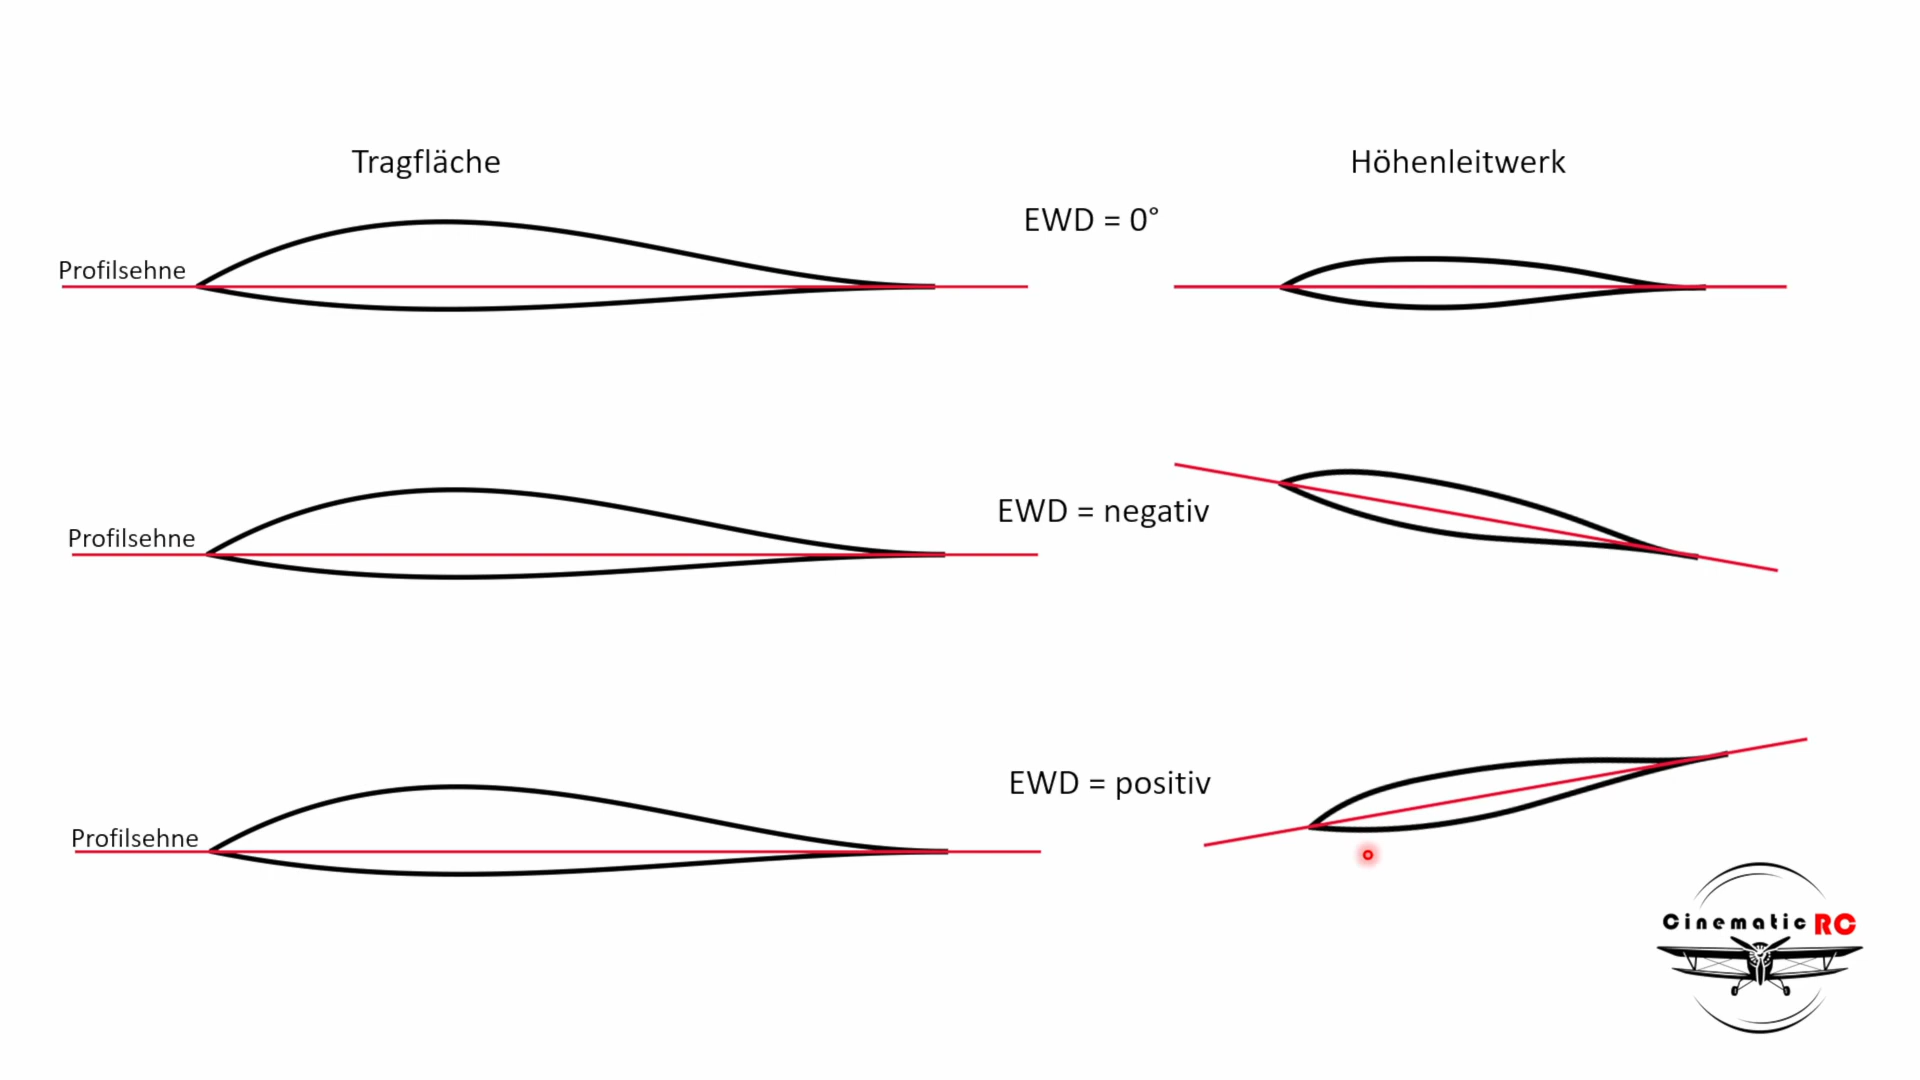 Tragfläche
Höhenleitwerk
EWD = 0°
Profilsehne
EWD = negativ
Profilsehne
EWD = positiv
Profilsehne
Cinematic RC